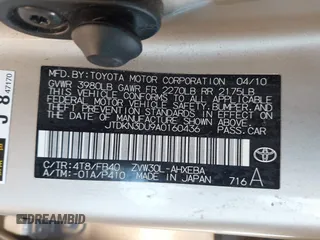 MFD.BY:TOYOTA MOTOR CORPORATION 04/10
GVWR 3980LB GAWR FR 2270LB RR 2175LB
THIS VEHICLE CONFORMS TO ALL APPLICABLE
FEDERAL MOTOR VEHICLE SAFETY, BUMPER, AND
THEFT PREVENTION STANDARDS IN EFFECT ON
THE DATE OF MANUFACTURE SHOWN ABOVE.
JTDKN3DU9A0160436 PASS.CAR
C/TR:4T8/FB40 ZVW30L-AHXEBA
A/TM:-01A/P410 MADE IN JAPAN
TOYOTA
716 A
47170
DREAMBID